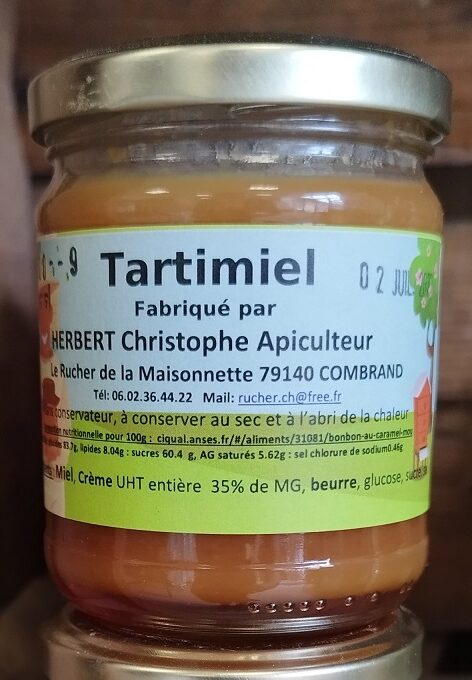 Tartimiel
02 JUIL.
Fabriqué par
HERBERT Christophe Apiculteur
Le Rucher de la Maisonnette 79140 COMBRAND
Tél: 06.02.36.44.22 Mail: rucher.ch@free.fr
conservateur, à conserver au sec et à l'abri de la chaleur
nutritionnelle pour 100g : ciqual.anses.fr/#/aliments/31081/bonbon-au-caramel-mou
83.7g, lipides 8.04g : sucres 60.4 g, AG saturés 5.62g : sel chlorure de sodium0.46g
Miel, Crème UHT entière 35% de MG, beurre, glucose,